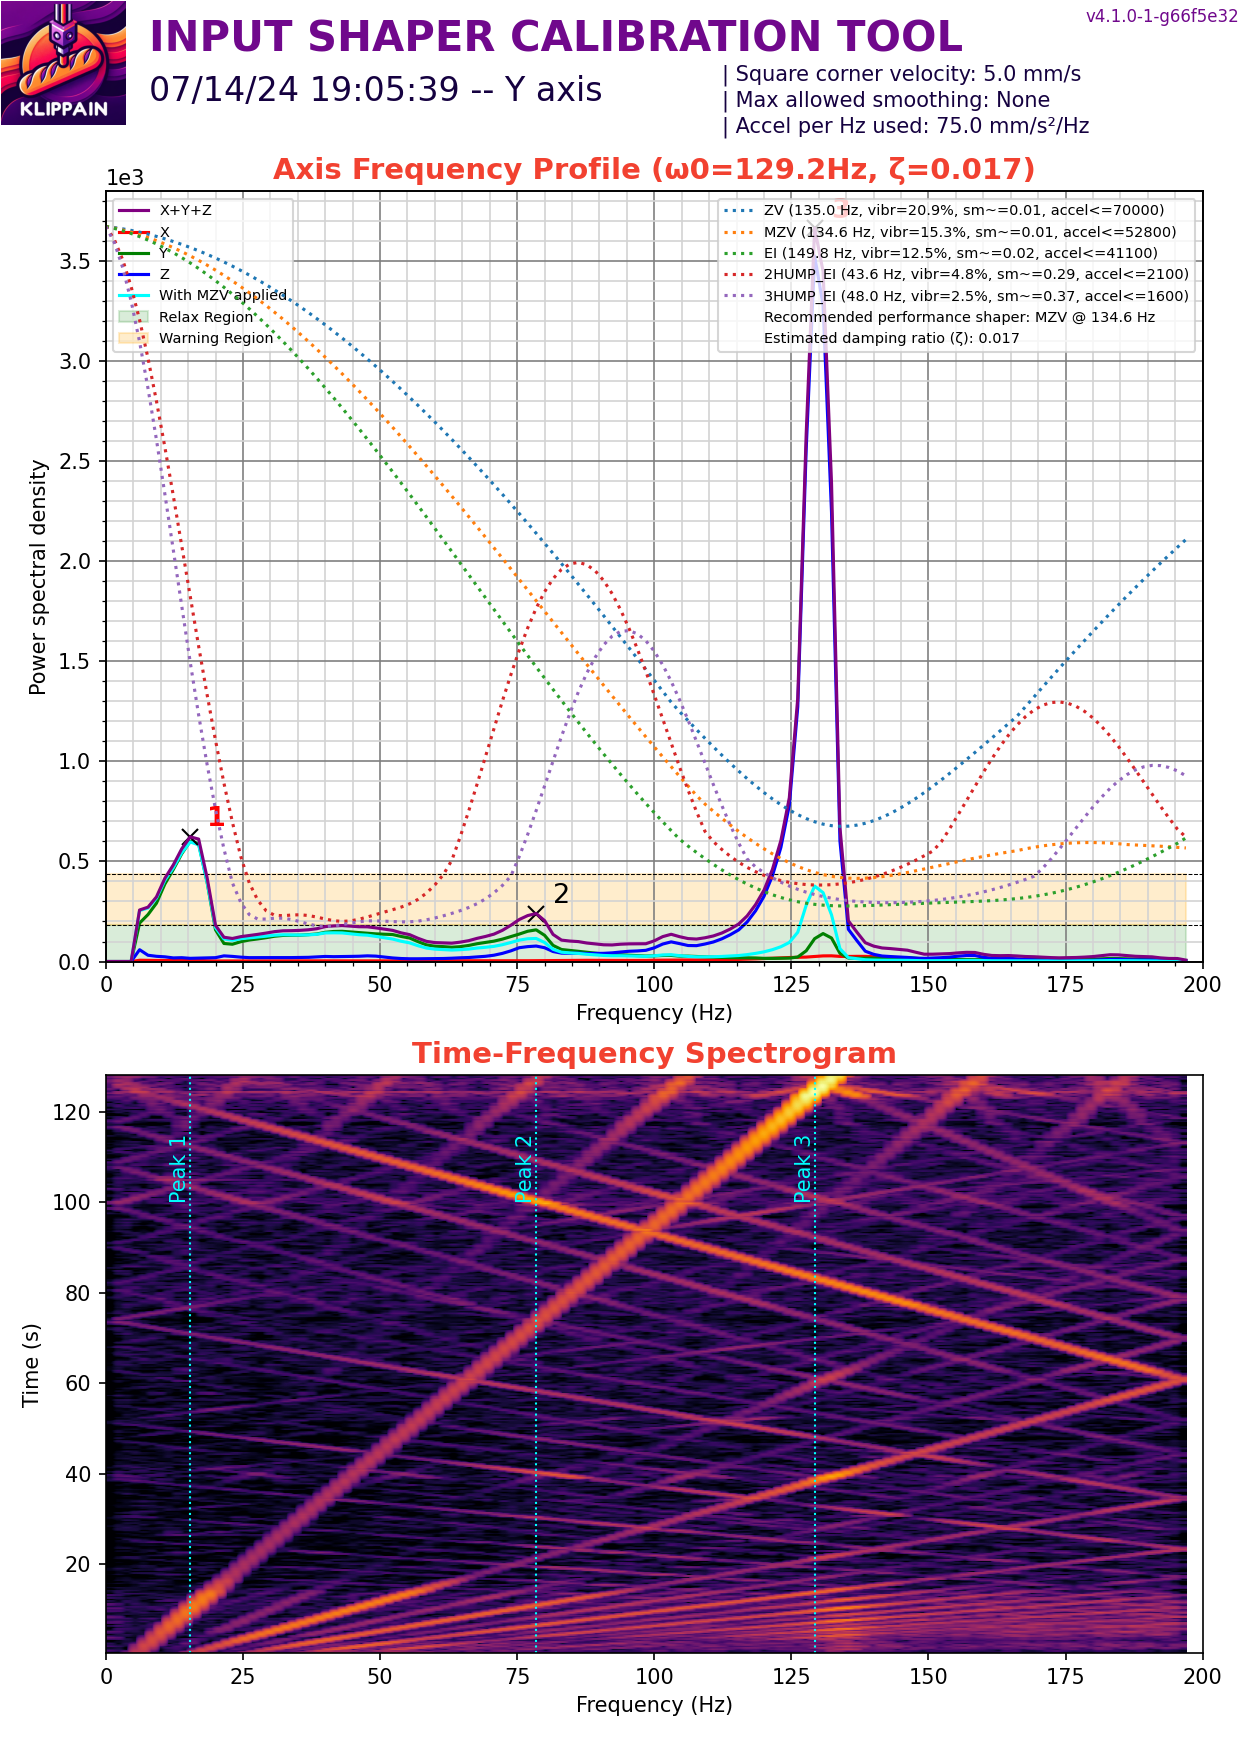 v4.1.0-1-g66f5e32
KLIPPAIN
INPUT SHAPER CALIBRATION TOOL
07/14/24 19:05:39 -- Y axis
| Square corner velocity: 5.0 mm/s
| Max allowed smoothing: None
| Accel per Hz used: 75.0 mm/s²/Hz
Axis Frequency Profile (ω0=129.2Hz, ζ=0.017)
1e3
X+Y+Z
X
Y
Z
With MZV applied
Relax Region
Warning Region
ZV (135.0 Hz, vibr=20.9%, sm~=0.01, accel<=70000)
MZV (134.6 Hz, vibr=15.3%, sm~=0.01, accel<=52800)
EI (149.8 Hz, vibr=12.5%, sm~=0.02, accel<=41100)
2HUMP_EI (43.6 Hz, vibr=4.8%, sm~=0.29, accel<=2100)
3HUMP_EI (48.0 Hz, vibr=2.5%, sm~=0.37, accel<=1600)
Recommended performance shaper: MZV @ 134.6 Hz
Estimated damping ratio (ζ): 0.017
3
1
2
Power spectral density
3.5
3.0
2.5
2.0
1.5
1.0
0.5
0.0
0 25 50 75 100 125 150 175 200
Frequency (Hz)
Time-Frequency Spectrogram
Peak 1
Peak 2
Peak 3
Time (s)
120
100
80
60
40
20
0 25 50 75 100 125 150 175 200
Frequency (Hz)